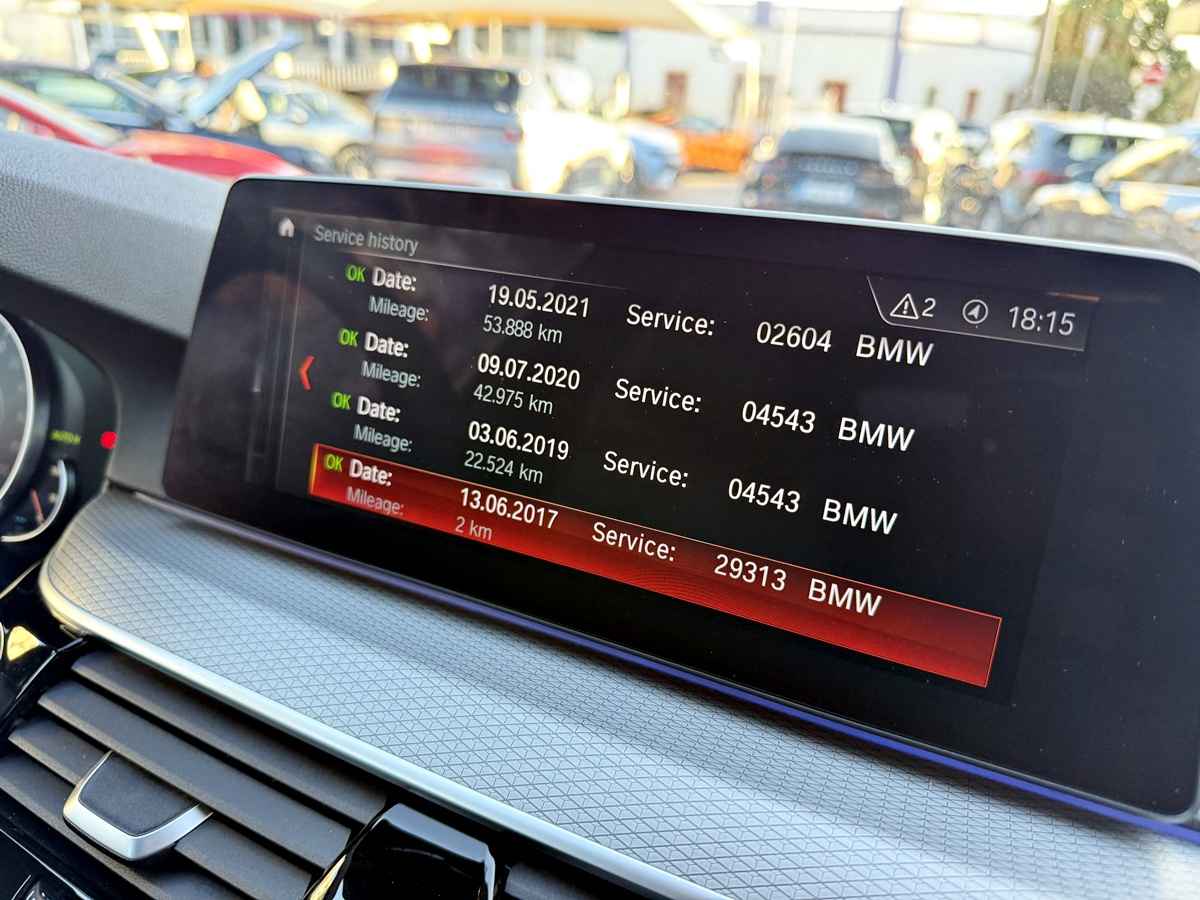 Service history
2 18:15
OK Date: 19.05.2021 Service: 02604 BMW
Mileage: 53.888 km
OK Date: 09.07.2020 Service: 04543 BMW
Mileage: 42.975 km
OK Date: 03.06.2019 Service: 04543 BMW
Mileage: 22.524 km
OK Date: 13.06.2017 Service: 29313 BMW
Mileage: 2 km
AUTO H